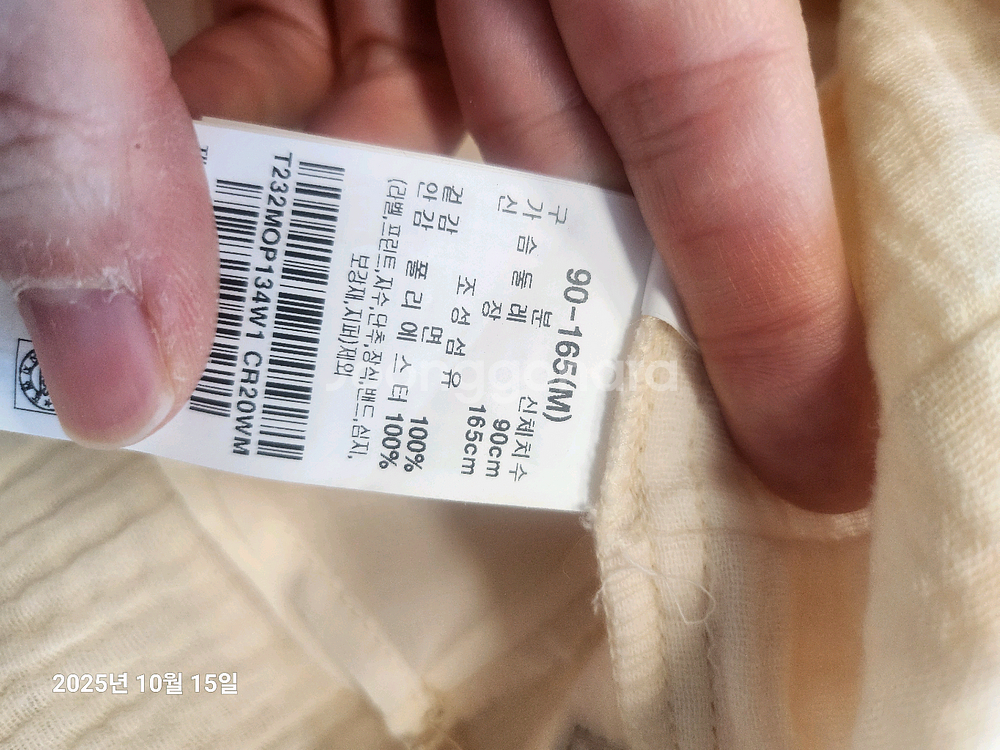 90-165(M)
구 분 신체치수
가슴둘레 90cm
신 장 165cm
조성섬유
겉감 면 100%
안감 폴리에스터 100%
(라벨,프린트,자수,단추,장식,밴드,심지,
보강재,지퍼)제외
T232MOP134W1 CR20WM
Joonggonara
2025년 10월 15일